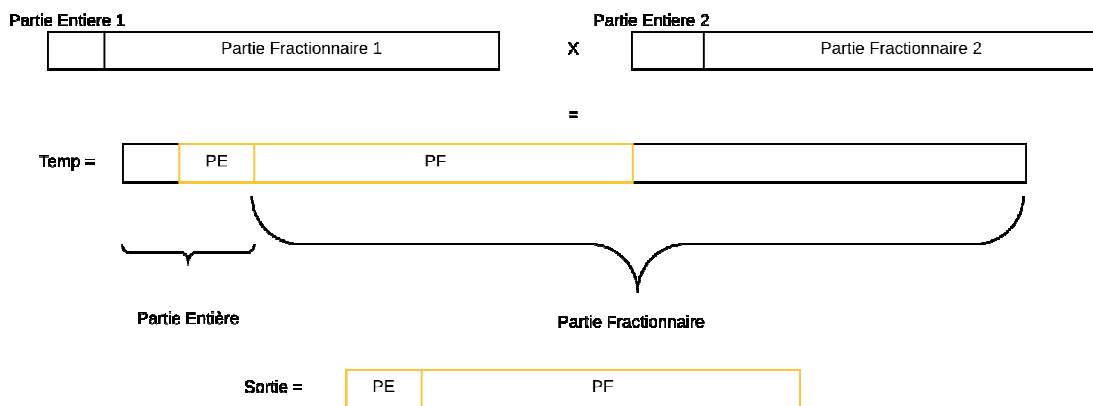 Partie Entiere 1
Partie Entiere 2
Partie Fractionnaire 1
X
Partie Fractionnaire 2
=
Temp =
PE
PF
Partie Entière
Partie Fractionnaire
Sortie =
PE
PF